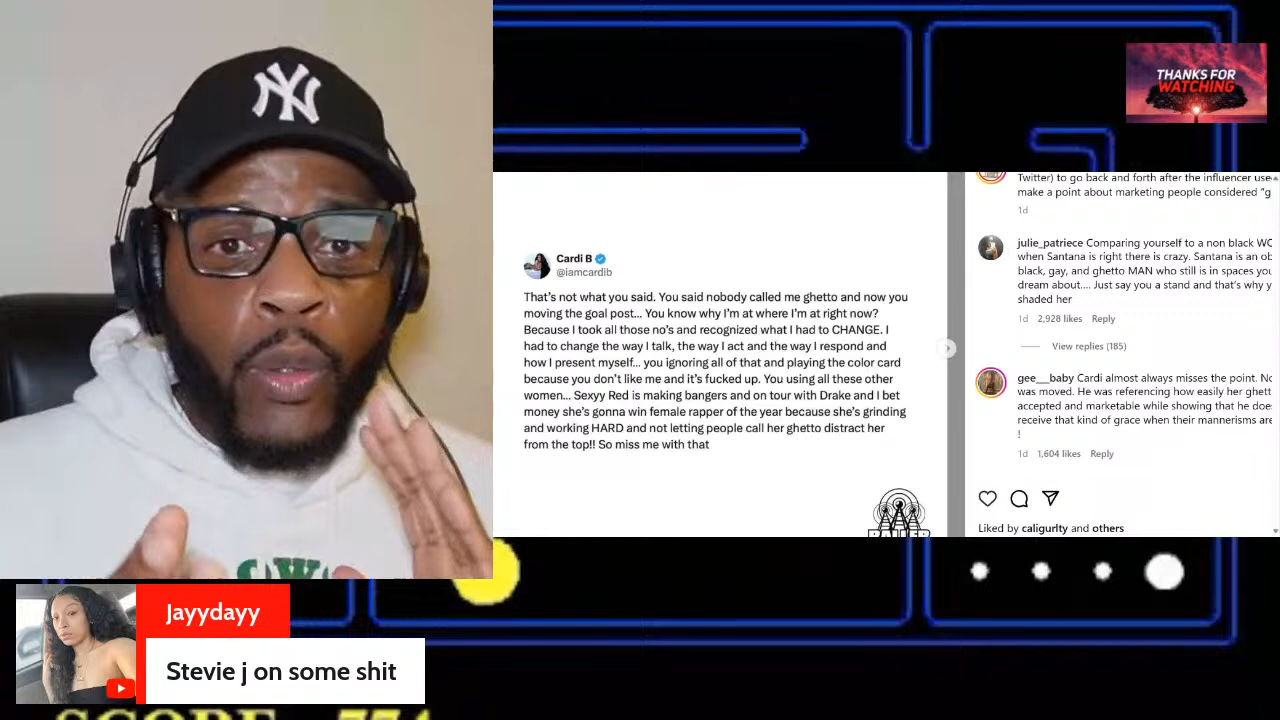 NY
THANKS FOR
WATCHING
Cardi B
@iamcardib
That's not what you said. You said nobody called me ghetto and now you
moving the goal post... You know why I'm at where I'm at right now?
Because I took all those no's and recognized what I had to CHANGE. I
had to change the way I talk, the way I act and the way I respond and
how I present myself... you ignoring all of that and playing the color card
because you don't like me and it's fucked up. You using all these other
women... Sexyy Red is making bangers and on tour with Drake and I bet
money she's gonna win female rapper of the year because she's grinding
and working HARD and not letting people call her ghetto distract her
from the top!! So miss me with that
Twitter) to go back and forth after the influencer use
make a point about marketing people considered "g
1d
julie_patriece Comparing yourself to a non black WO
when Santana is right there is crazy. Santana is an ob
black, gay, and ghetto MAN who still is in spaces you
dream about.... Just say you a stand and that's why y
shaded her
1d 2,928 likes Reply
View replies (185)
gee___baby Cardi almost always misses the point. No
was moved. He was referencing how easily her ghett
accepted and marketable while showing that he doe
receive that kind of grace when their mannerisms are
!
1d 1,604 likes Reply
Liked by caligurlty and others
Jayydayy
Stevie j on some shit